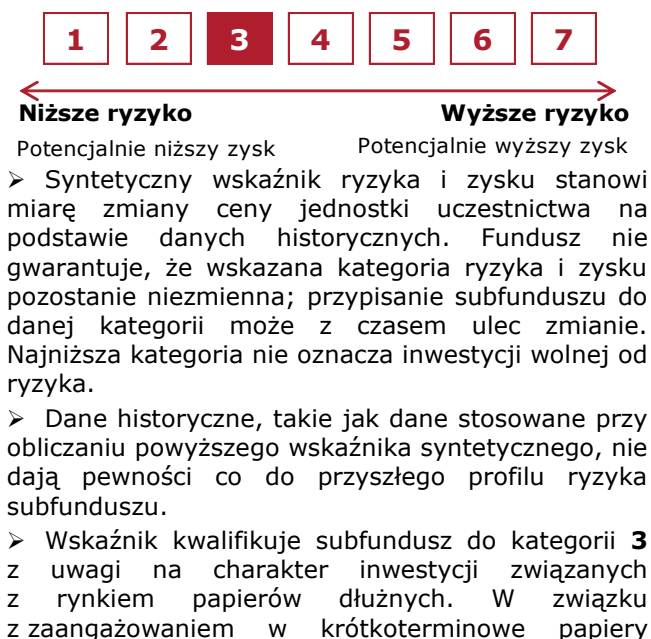 1 2 3 4 5 6 7
Niższe ryzyko Wyższe ryzyko
Potencjalnie niższy zysk Potencjalnie wyższy zysk
➢ Syntetyczny wskaźnik ryzyka i zysku stanowi
miarę zmiany ceny jednostki uczestnictwa na
podstawie danych historycznych. Fundusz nie
gwarantuje, że wskazana kategoria ryzyka i zysku
pozostanie niezmienna; przypisanie subfunduszu do
danej kategorii może z czasem ulec zmianie.
Najniższa kategoria nie oznacza inwestycji wolnej od
ryzyka.
➢ Dane historyczne, takie jak dane stosowane przy
obliczaniu powyższego wskaźnika syntetycznego, nie
dają pewności co do przyszłego profilu ryzyka
subfunduszu.
➢ Wskaźnik kwalifikuje subfundusz do kategorii 3
z uwagi na charakter inwestycji związanych
z rynkiem papierów dłużnych. W związku
z zaangażowaniem w krótkoterminowe papiery